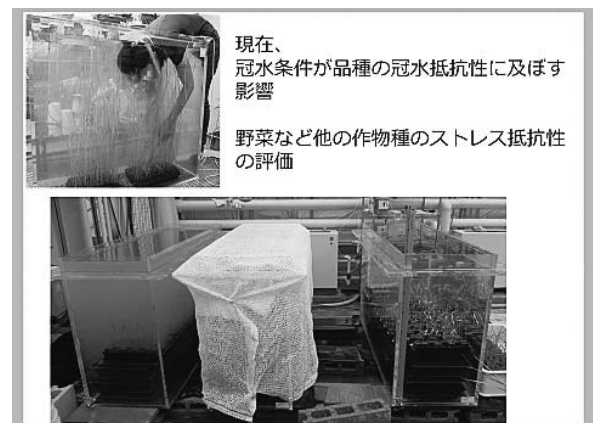 現在、
冠水条件が品種の冠水抵抗性に及ぼす
影響
野菜など他の作物種のストレス抵抗性
の評価